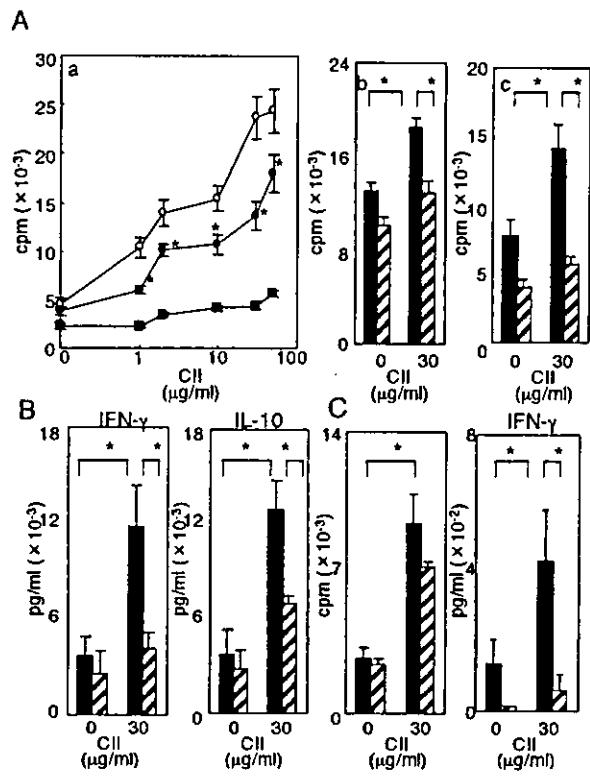 A
a
cpm (×10⁻³)
30
25
20
15
10
5
0
0 1 10 100
CII
(μg/ml)
* * * * *
b
cpm (×10⁻³)
24
18
12
6
0
* *
0 30
CII
(μg/ml)
c
cpm (×10⁻³)
20
15
10
5
0
* *
0 30
CII
(μg/ml)
B
IFN-γ
pg/ml (×10⁻³)
18
12
6
0
* *
0 30
CII
(μg/ml)
IL-10
pg/ml (×10⁻³)
18
12
6
0
* *
0 30
CII
(μg/ml)
C
cpm (×10⁻³)
14
7
0
*
0 30
CII
(μg/ml)
IFN-γ
pg/ml (×10⁻²)
8
4
0
* *
0 30
CII
(μg/ml)